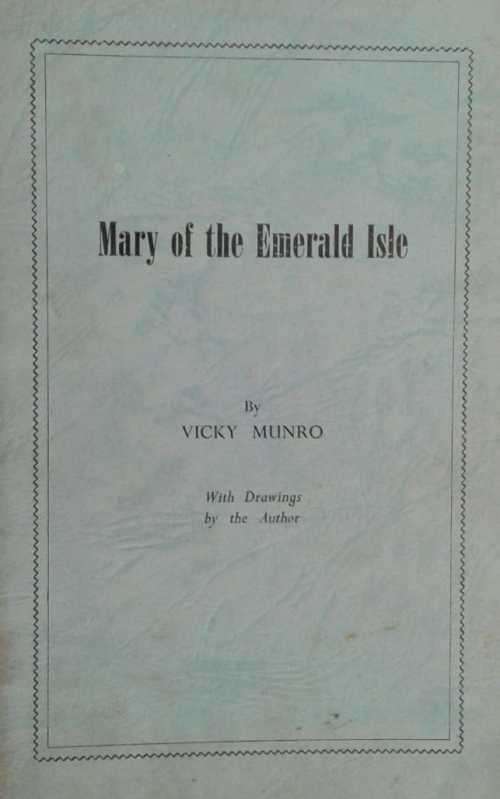 Mary of the Emerald Isle
By
VICKY MUNRO
With Drawings
by the Author